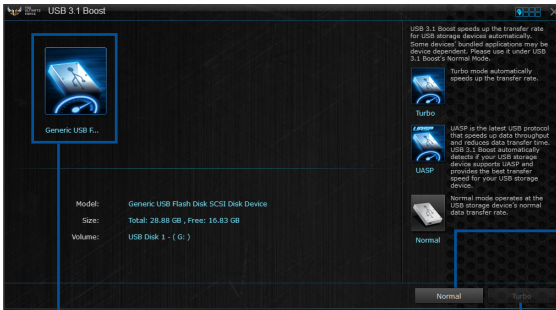 THE ULTIMATE FORCE
USB 3.1 Boost
Generic USB F...
Model: Generic USB Flash Disk SCSI Disk Device
Size: Total: 28.88 GB , Free: 16.83 GB
Volume: USB Disk 1 - ( G: )
USB 3.1 Boost speeds up the transfer rate
for USB storage devices automatically.
Some devices' bundled applications may be
device dependent. Please use it under USB
3.1 Boost's Normal Mode.
Turbo mode automatically
speeds up the transfer rate.
Turbo
UASP
UASP is the latest USB protocol
that speeds up data throughput
and reduces data transfer time.
USB 3.1 Boost automatically
detects if your USB storage
device supports UASP and
provides the best transfer
speed for your USB storage
device.
UASP
Normal mode operates at the
USB storage device's normal
data transfer rate.
Normal
Normal
Turbo